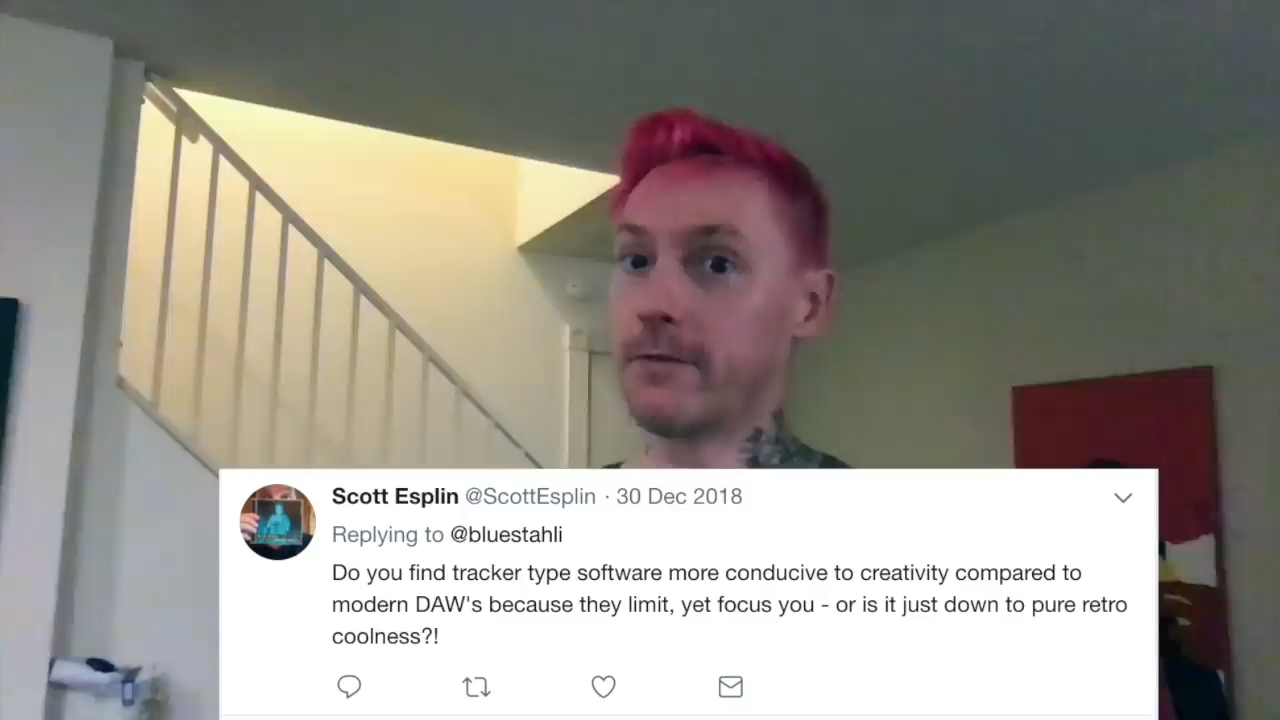 Scott Esplin @ScottEsplin · 30 Dec 2018
Replying to @bluestahli
Do you find tracker type software more conducive to creativity compared to
modern DAW's because they limit, yet focus you - or is it just down to pure retro
coolness?!